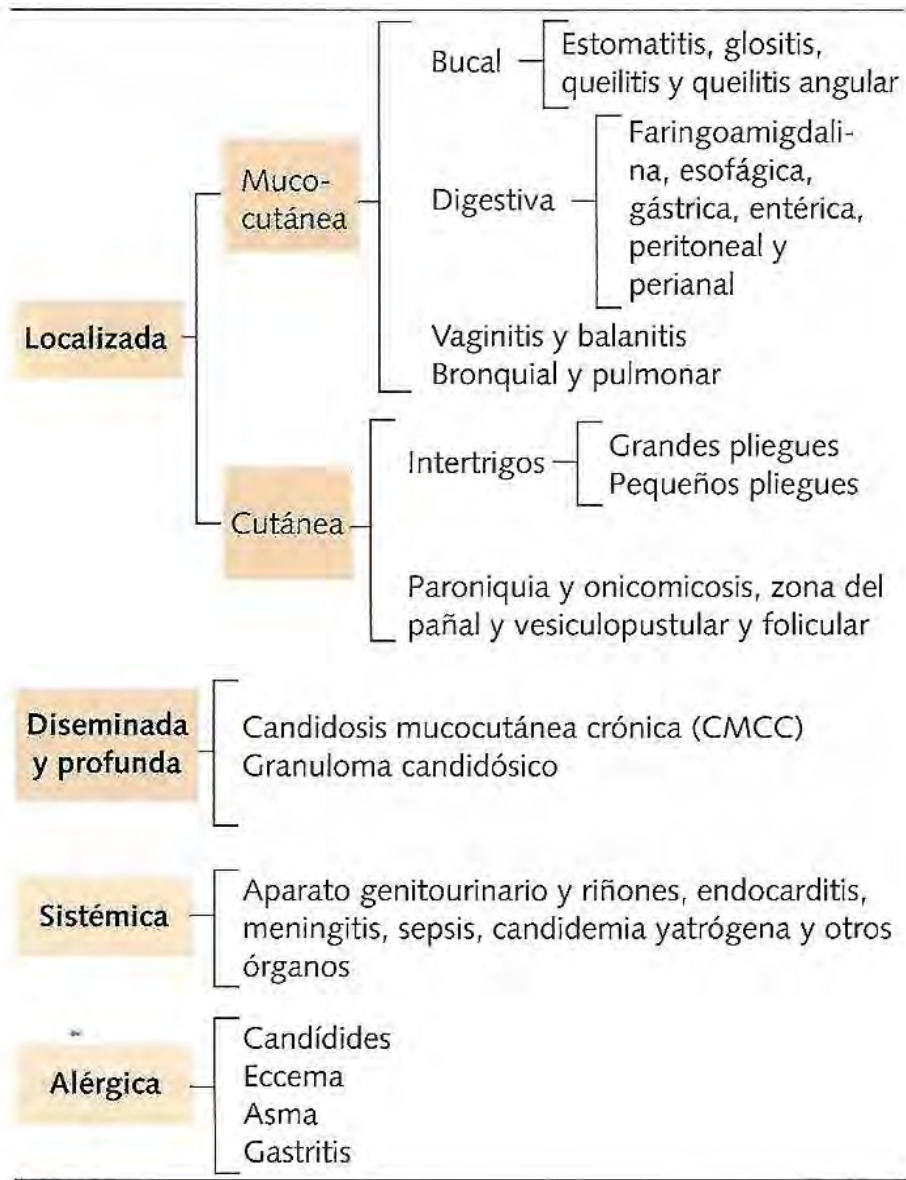 Localizada
Muco-
cutánea
Bucal
Estomatitis, glositis,
queilitis y queilitis angular
Digestiva
Faringoamigdali-
na, esofágica,
gástrica, entérica,
peritoneal y
perianal
Vaginitis y balanitis
Bronquial y pulmonar
Cutánea
Intertrigos
Grandes pliegues
Pequeños pliegues
Paroniquia y onicomicosis, zona del
pañal y vesiculopustular y folicular
Diseminada
y profunda
Candidosis mucocutánea crónica (CMCC)
Granuloma candidósico
Sistémica
Aparato genitourinario y riñones, endocarditis,
meningitis, sepsis, candidemia yatrógena y otros
órganos
Alérgica
Candídides
Eccema
Asma
Gastritis